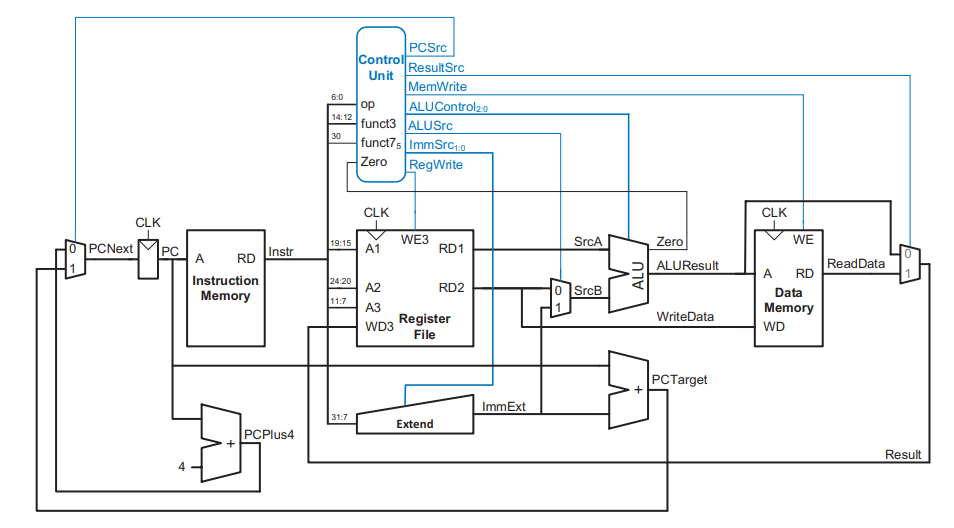 PCSrc
Control
Unit
ResultSrc
MemWrite
6:0
op
ALUControl2:0
14:12
funct3
ALUSrc
30
funct75
ImmSrc1:0
Zero
RegWrite
CLK
CLK
CLK
0
1
PCNext
PC
A
RD
Instr
Instruction
Memory
19:15
A1
WE3
RD1
24:20
A2
RD2
11:7
A3
WD3
Register
File
SrcA
0
1
SrcB
ALU
Zero
ALUResult
WriteData
WE
A
RD
Data
Memory
WD
ReadData
0
1
+
PCTarget
31:7
Extend
ImmExt
4
+
PCPlus4
Result